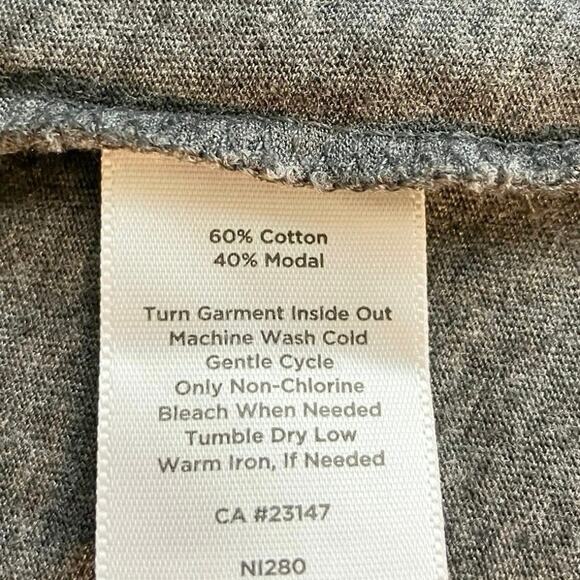 60% Cotton
40% Modal
Turn Garment Inside Out
Machine Wash Cold
Gentle Cycle
Only Non-Chlorine
Bleach When Needed
Tumble Dry Low
Warm Iron, If Needed
CA #23147
NI280